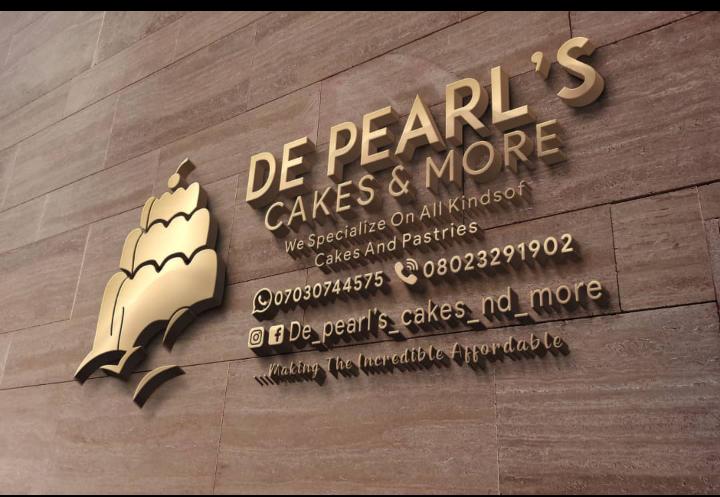 DE PEARL'S
CAKES & MORE
We Specialize On All Kindsof
Cakes And Pastries
07030744575 08023291902
De_pearl's_cakes_nd_more
Making The Incredible Affordable